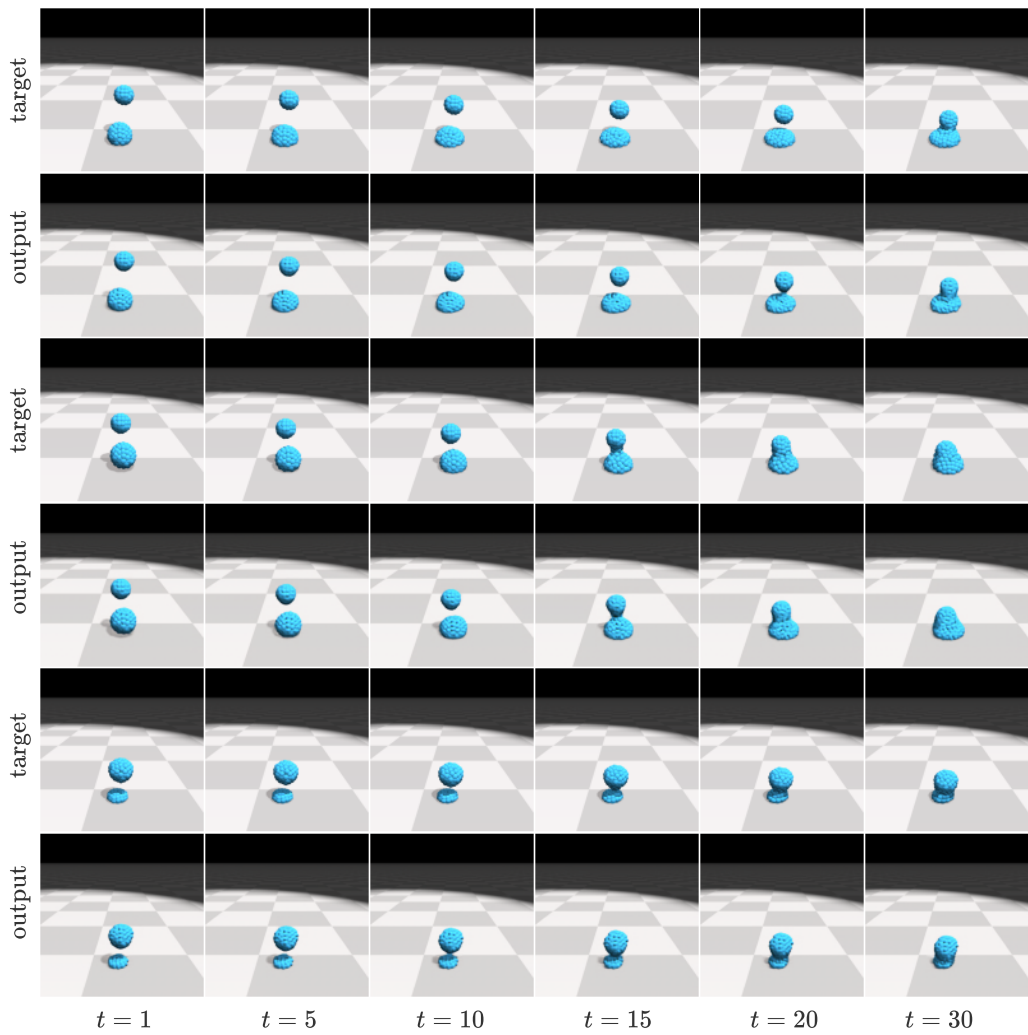 target
output
target
output
target
output
t = 1 t = 5 t = 10 t = 15 t = 20 t = 30